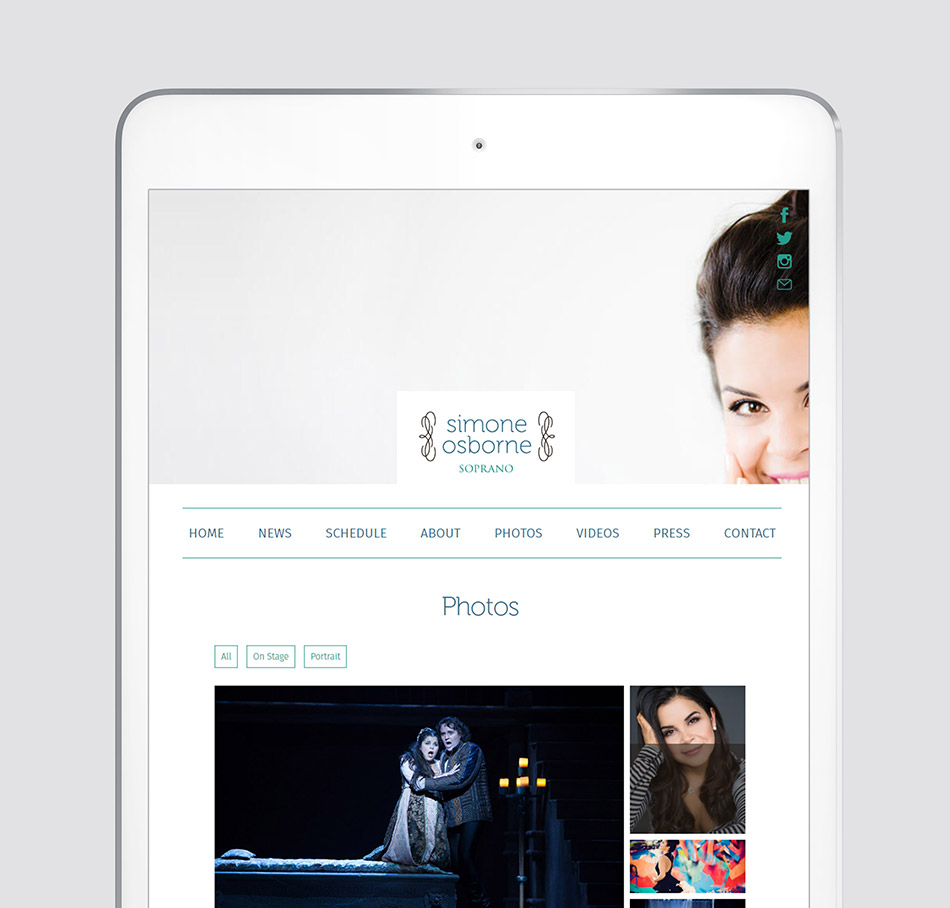 simone
osborne
SOPRANO
HOME NEWS SCHEDULE ABOUT PHOTOS VIDEOS PRESS CONTACT
Photos
All On Stage Portrait